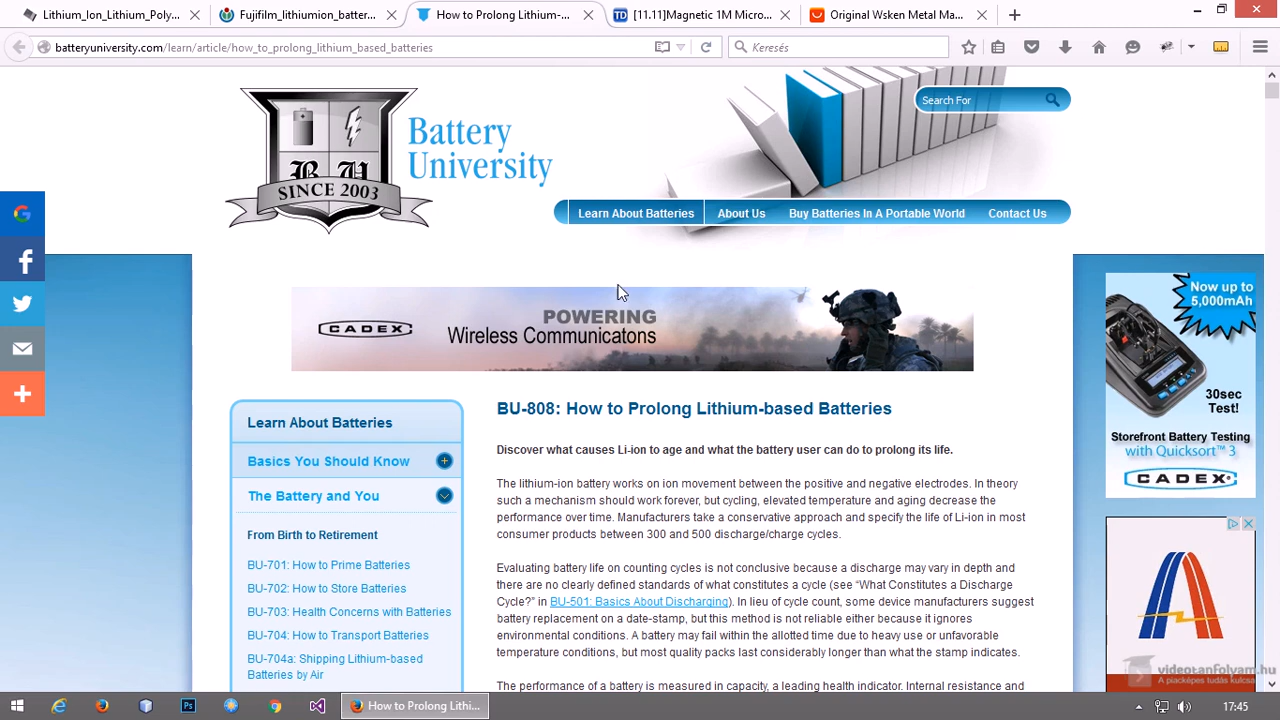 Lithium_Ion_Lithium_Poly...
Fujifilm_lithiumion_batter...
How to Prolong Lithium-...
[11.11]Magnetic 1M Micro...
Original Wsken Metal Ma...
batteryuniversity.com/learn/article/how_to_prolong_lithium_based_batteries
Keresés
B U
SINCE 2003
Battery
University
Search For
Learn About Batteries
About Us
Buy Batteries In A Portable World
Contact Us
CADEX
POWERING
Wireless Communicatons
Now up to
5,000mAh
30sec
Test!
Storefront Battery Testing
with Quicksort™ 3
CADEX
Learn About Batteries
Basics You Should Know
The Battery and You
From Birth to Retirement
BU-701: How to Prime Batteries
BU-702: How to Store Batteries
BU-703: Health Concerns with Batteries
BU-704: How to Transport Batteries
BU-704a: Shipping Lithium-based
Batteries by Air
BU-808: How to Prolong Lithium-based Batteries
Discover what causes Li-ion to age and what the battery user can do to prolong its life.
The lithium-ion battery works on ion movement between the positive and negative electrodes. In theory
such a mechanism should work forever, but cycling, elevated temperature and aging decrease the
performance over time. Manufacturers take a conservative approach and specify the life of Li-ion in most
consumer products between 300 and 500 discharge/charge cycles.
Evaluating battery life on counting cycles is not conclusive because a discharge may vary in depth and
there are no clearly defined standards of what constitutes a cycle (see “What Constitutes a Discharge
Cycle?” in BU-501: Basics About Discharging). In lieu of cycle count, some device manufacturers suggest
battery replacement on a date-stamp, but this method is not reliable either because it ignores
environmental conditions. A battery may fail within the allotted time due to heavy use or unfavorable
temperature conditions, but most quality packs last considerably longer than what the stamp indicates.
The performance of a battery is measured in capacity, a leading health indicator. Internal resistance and
videotanfolyam.hu
A piacképes tudás kulcsa
How to Prolong Lithi...
17:45